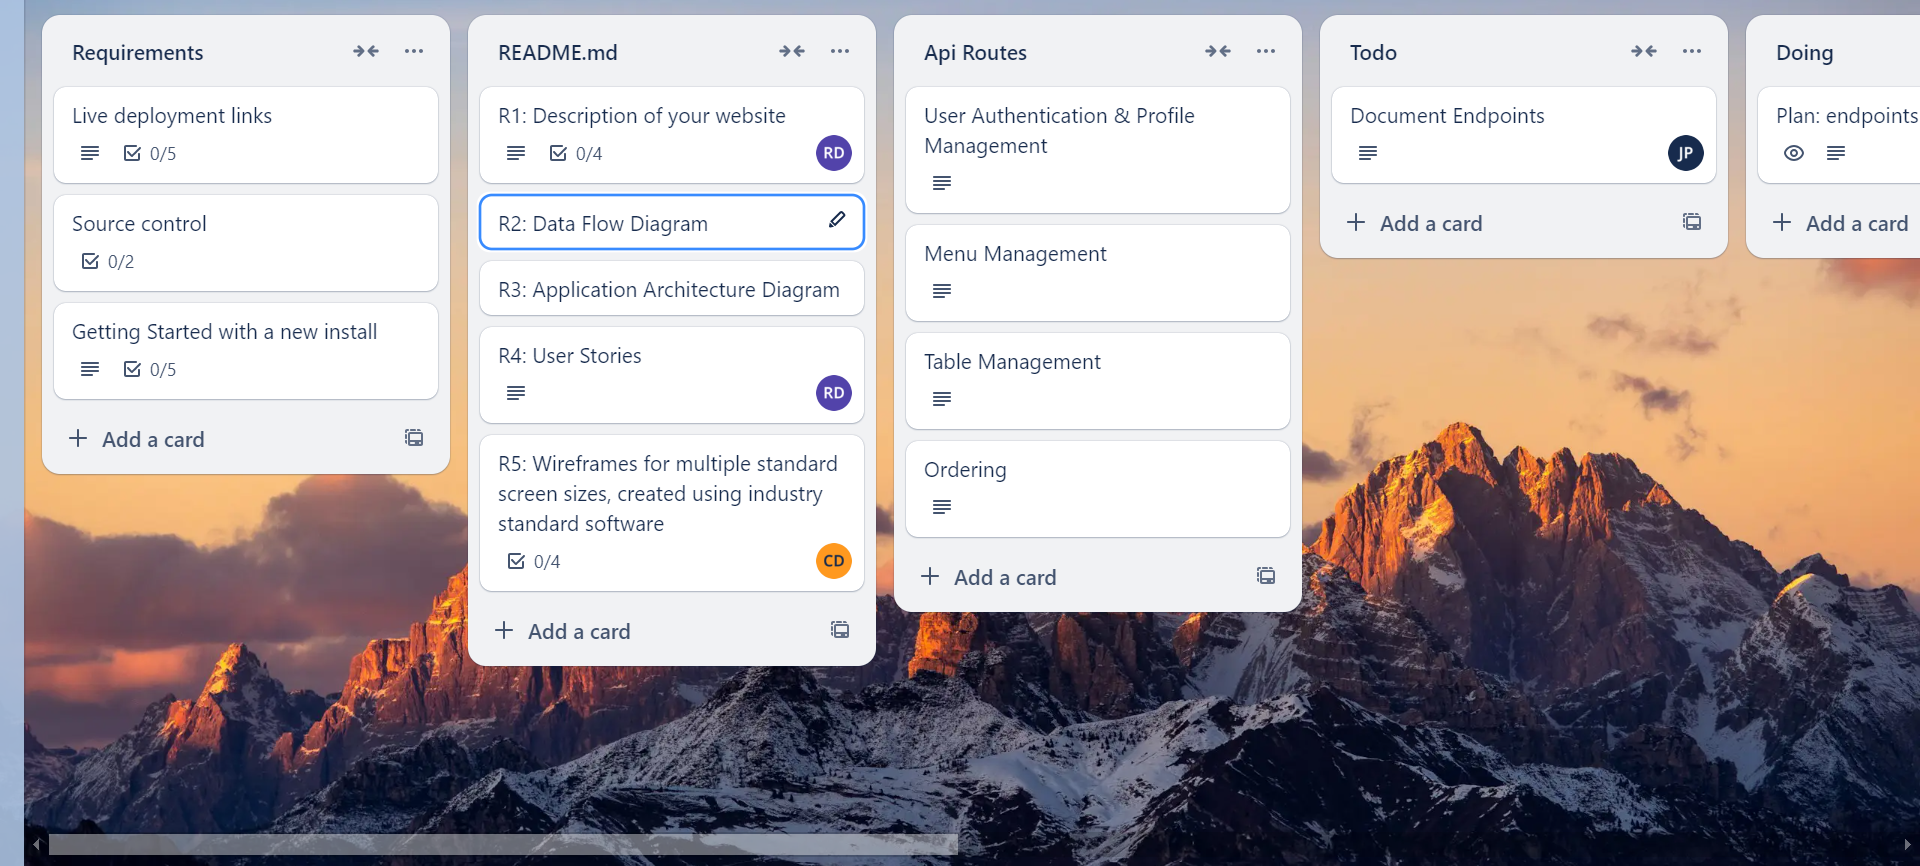 Requirements
Live deployment links
0/5
Source control
0/2
Getting Started with a new install
0/5
Add a card
README.md
R1: Description of your website
0/4
RD
R2: Data Flow Diagram
R3: Application Architecture Diagram
R4: User Stories
RD
R5: Wireframes for multiple standard
screen sizes, created using industry
standard software
0/4
CD
Add a card
Api Routes
User Authentication & Profile
Management
Menu Management
Table Management
Ordering
Add a card
Todo
Document Endpoints
JP
Add a card
Doing
Plan: endpoints
Add a card